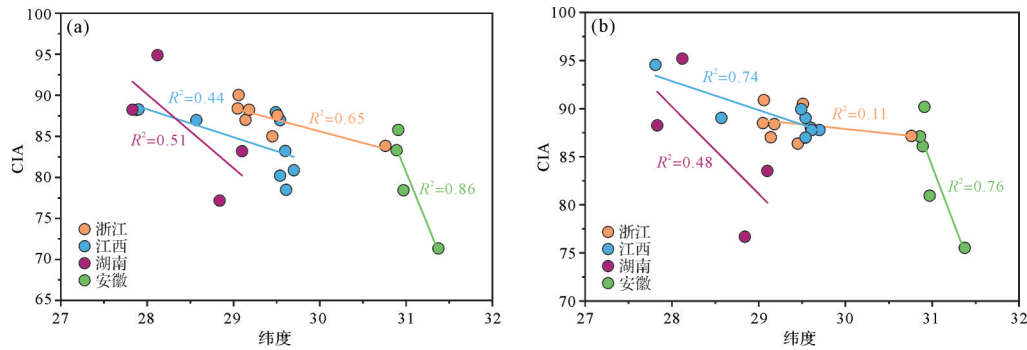 (a)
100
95
90
85
80
75
70
65
CIA
R²=0.44
R²=0.51
R²=0.65
R²=0.86
浙江
江西
湖南
安徽
27 28 29 30 31 32
纬度
(b)
100
95
90
85
80
75
70
CIA
R²=0.74
R²=0.11
R²=0.48
R²=0.76
浙江
江西
湖南
安徽
27 28 29 30 31 32
纬度